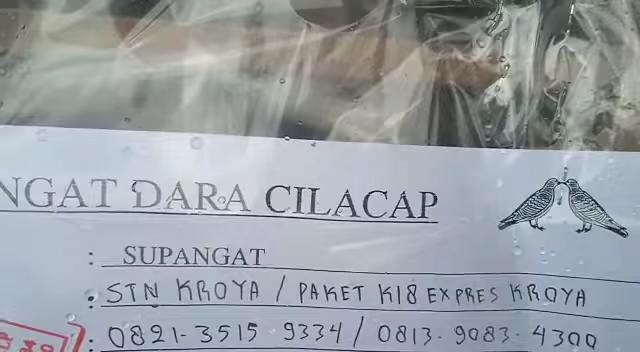 NGAT DARA CILACAP
: SUPANGAT
: STN KROYA / PAKET K18 EXPRES KROYA
: 0821-3515 9334 / 0813-9083-4300